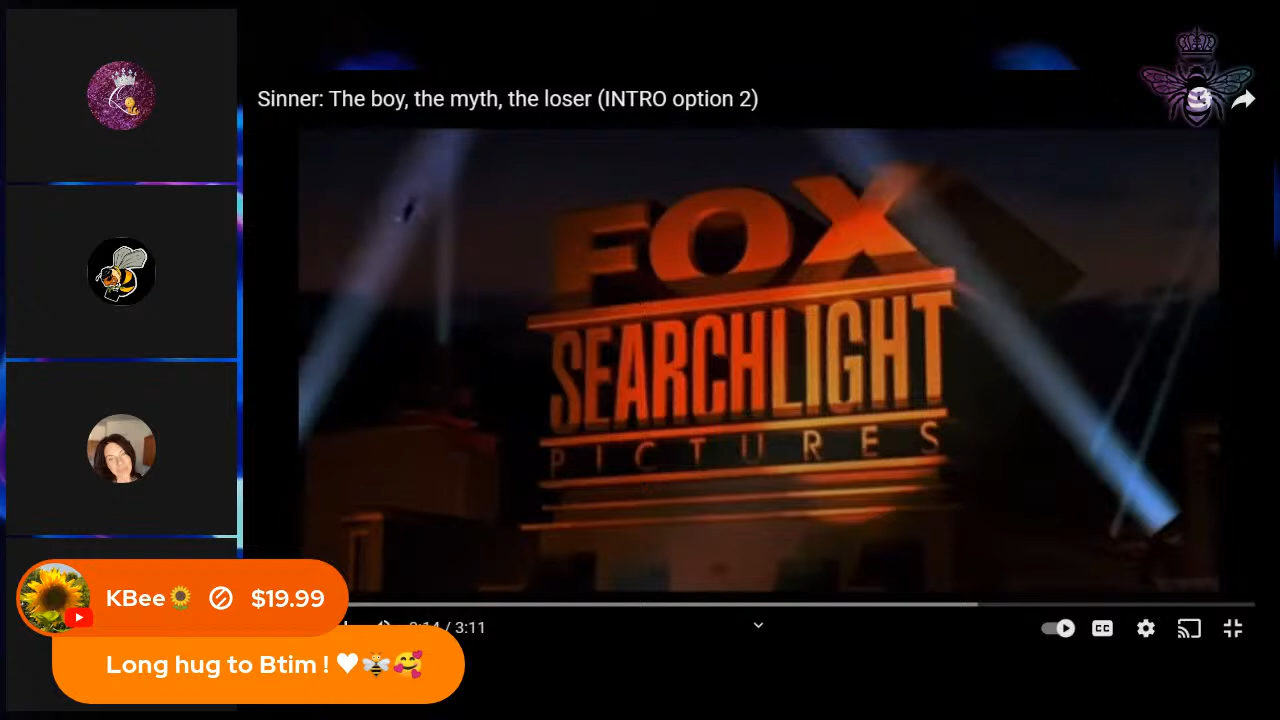 Sinner: The boy, the myth, the loser (INTRO option 2)
FOX
SEARCHLIGHT
PICTURES
/ 3:11
CC
KBee🌻 $19.99
Long hug to Btim ! ♥🐝🥰